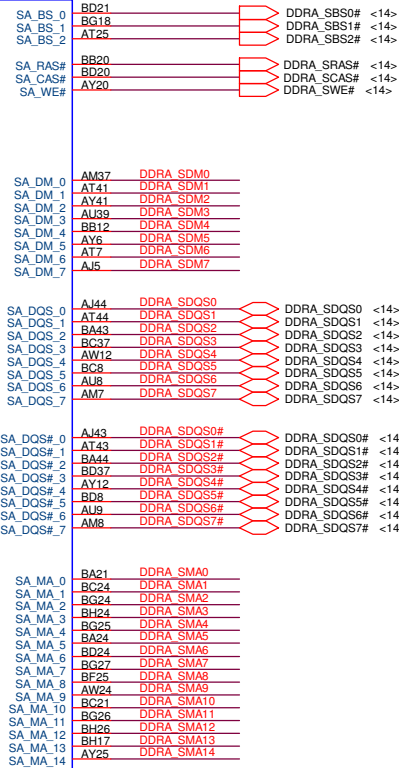 SA_BS_0 BD21 DDRA_SBS0# <14>
SA_BS_1 BG18 DDRA_SBS1# <14>
SA_BS_2 AT25 DDRA_SBS2# <14>
SA_RAS# BB20 DDRA_SRAS# <14>
SA_CAS# BD20 DDRA_SCAS# <14>
SA_WE# AY20 DDRA_SWE# <14>
SA_DM_0 AM37 DDRA_SDM0
SA_DM_1 AT41 DDRA_SDM1
SA_DM_2 AY41 DDRA_SDM2
SA_DM_3 AU39 DDRA_SDM3
SA_DM_4 BB12 DDRA_SDM4
SA_DM_5 AY6 DDRA_SDM5
SA_DM_6 AT7 DDRA_SDM6
SA_DM_7 AJ5 DDRA_SDM7
SA_DQS_0 AJ44 DDRA_SDQS0 DDRA_SDQS0 <14>
SA_DQS_1 AT44 DDRA_SDQS1 DDRA_SDQS1 <14>
SA_DQS_2 BA43 DDRA_SDQS2 DDRA_SDQS2 <14>
SA_DQS_3 BC37 DDRA_SDQS3 DDRA_SDQS3 <14>
SA_DQS_4 AW12 DDRA_SDQS4 DDRA_SDQS4 <14>
SA_DQS_5 BC8 DDRA_SDQS5 DDRA_SDQS5 <14>
SA_DQS_6 AU8 DDRA_SDQS6 DDRA_SDQS6 <14>
SA_DQS_7 AM7 DDRA_SDQS7 DDRA_SDQS7 <14>
SA_DQS#_0 AJ43 DDRA_SDQS0# DDRA_SDQS0# <14
SA_DQS#_1 AT43 DDRA_SDQS1# DDRA_SDQS1# <14
SA_DQS#_2 BA44 DDRA_SDQS2# DDRA_SDQS2# <14
SA_DQS#_3 BD37 DDRA_SDQS3# DDRA_SDQS3# <14
SA_DQS#_4 AY12 DDRA_SDQS4# DDRA_SDQS4# <14
SA_DQS#_5 BD8 DDRA_SDQS5# DDRA_SDQS5# <14
SA_DQS#_6 AU9 DDRA_SDQS6# DDRA_SDQS6# <14
SA_DQS#_7 AM8 DDRA_SDQS7# DDRA_SDQS7# <14
SA_MA_0 BA21 DDRA_SMA0
SA_MA_1 BC24 DDRA_SMA1
SA_MA_2 BG24 DDRA_SMA2
SA_MA_3 BH24 DDRA_SMA3
SA_MA_4 BG25 DDRA_SMA4
SA_MA_5 BA24 DDRA_SMA5
SA_MA_6 BD24 DDRA_SMA6
SA_MA_7 BG27 DDRA_SMA7
SA_MA_8 BF25 DDRA_SMA8
SA_MA_9 AW24 DDRA_SMA9
SA_MA_10 BC21 DDRA_SMA10
SA_MA_11 BG26 DDRA_SMA11
SA_MA_12 BH26 DDRA_SMA12
SA_MA_13 BH17 DDRA_SMA13
SA_MA_14 AY25 DDRA_SMA14